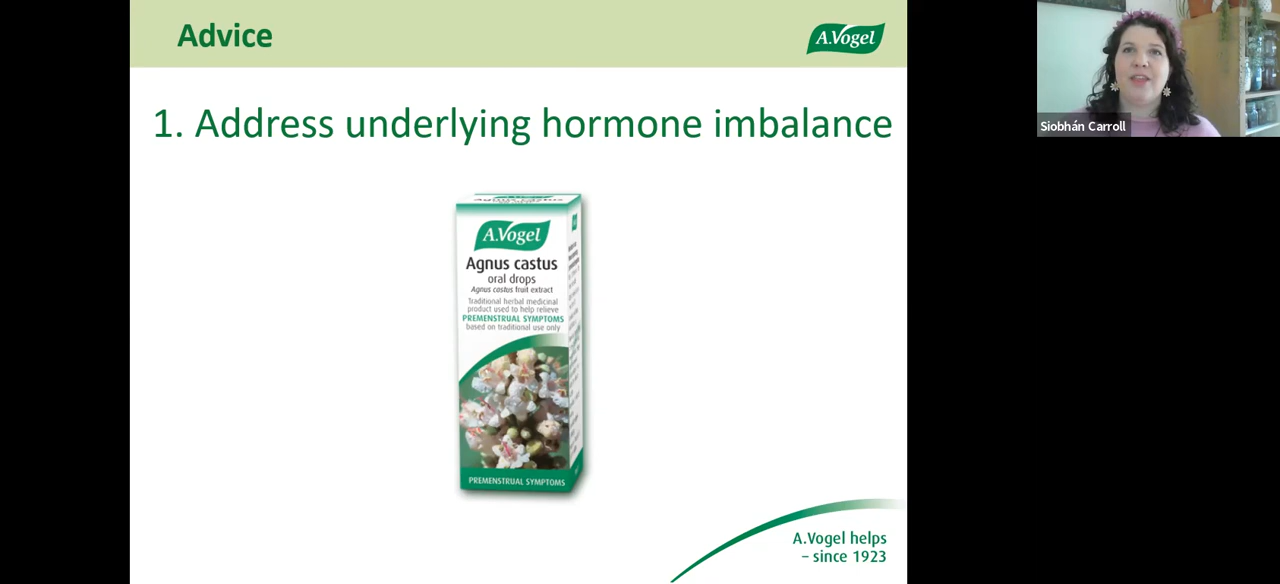 Advice
A.Vogel
1. Address underlying hormone imbalance
A.Vogel
Agnus castus
oral drops
Agnus castus fruit extract
Traditional herbal medicinal
product used to help relieve
PREMENSTRUAL SYMPTOMS
based on traditional use only
PREMENSTRUAL SYMPTOMS
A.Vogel helps
– since 1923
Siobhán Carroll